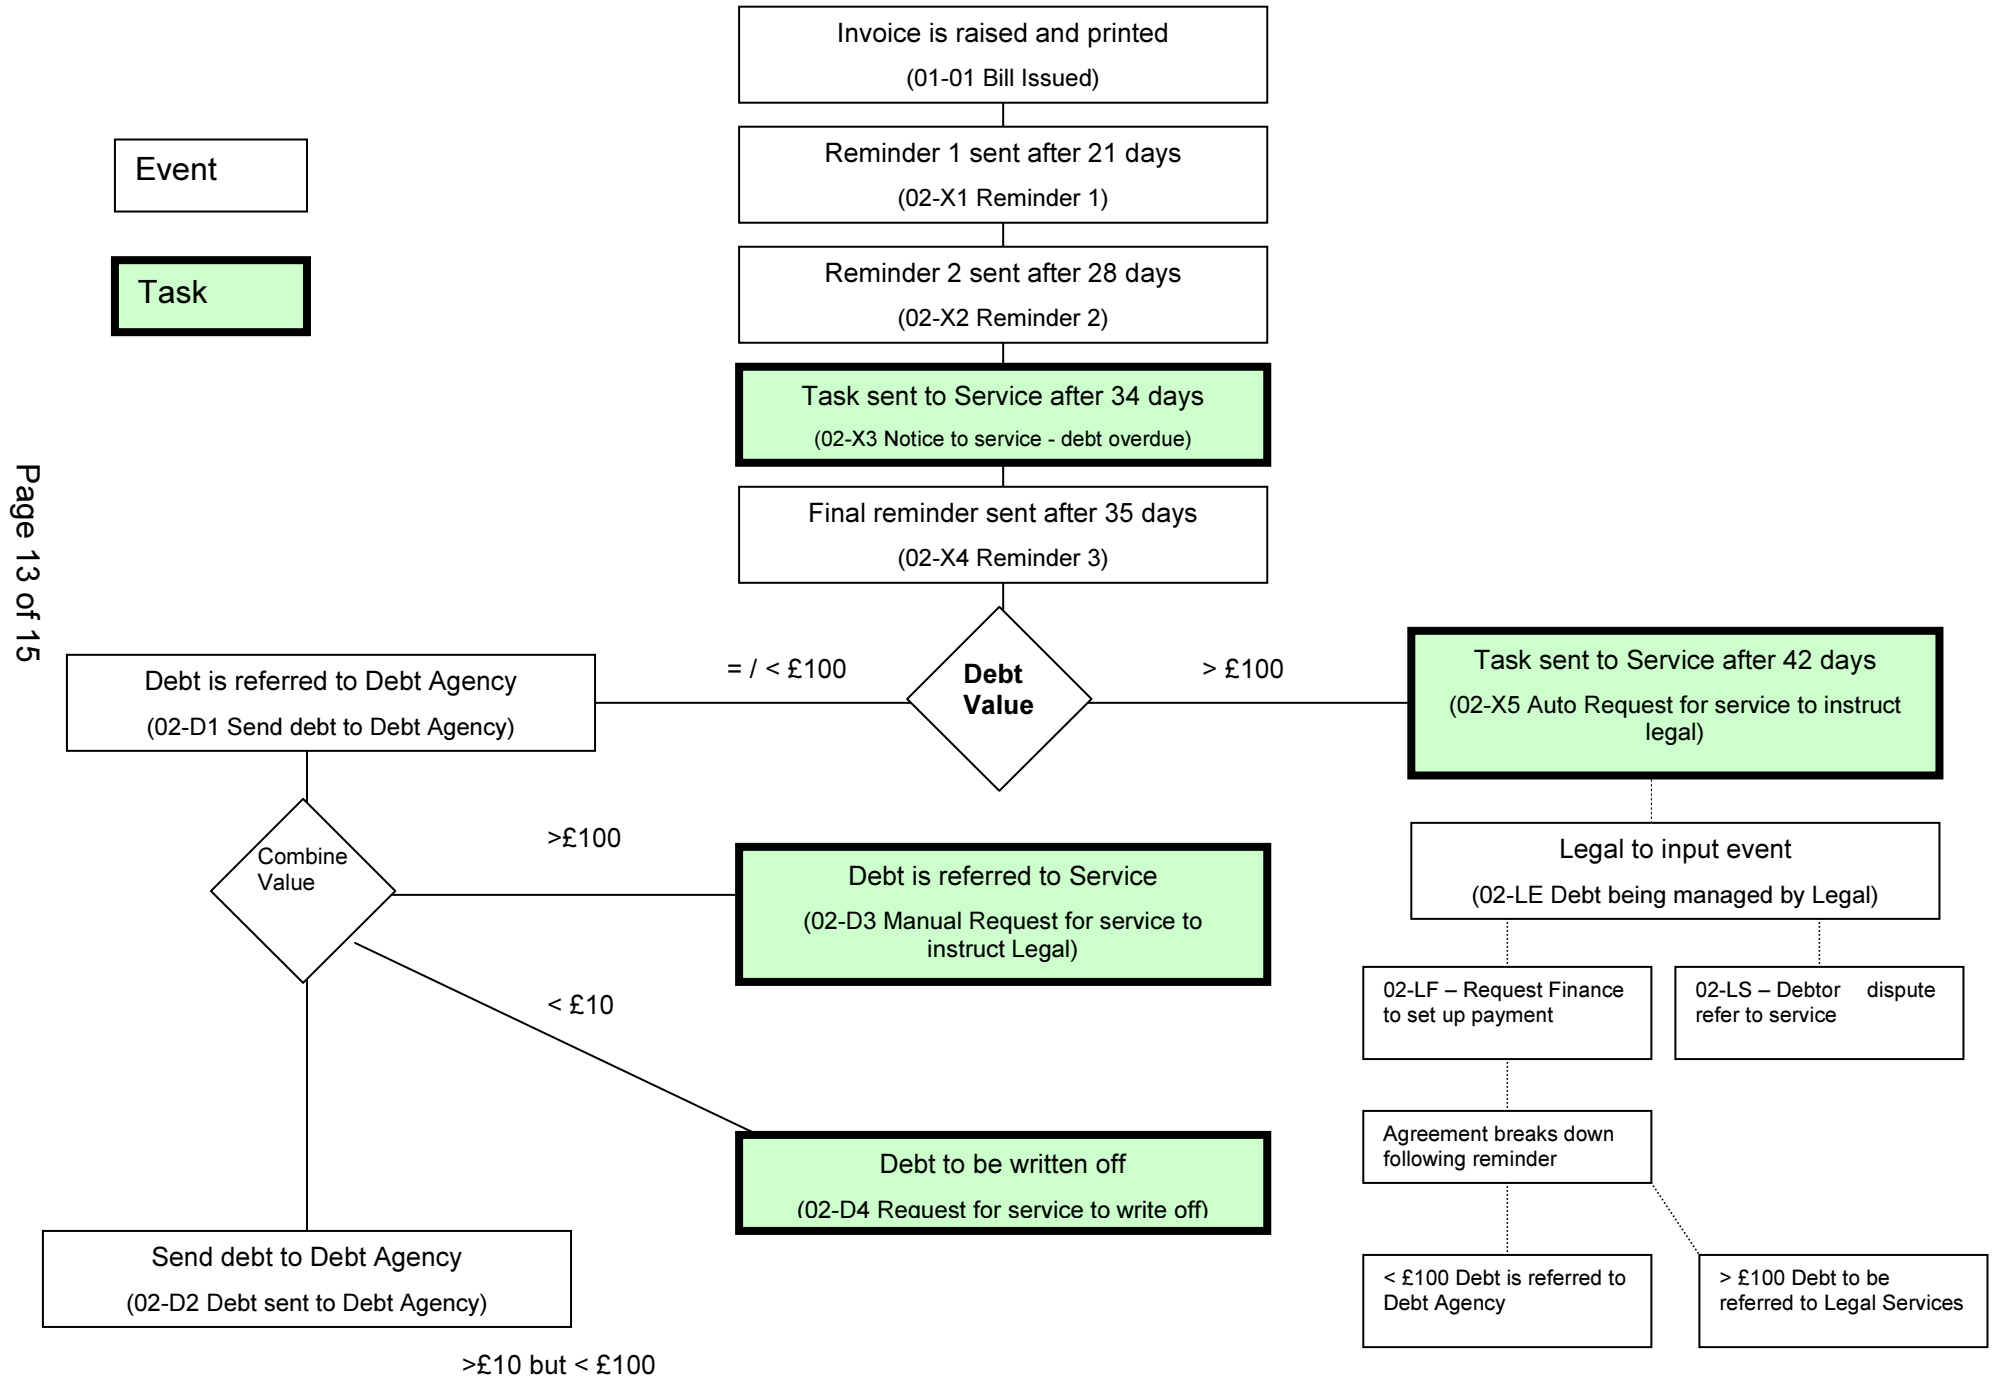 Invoice is raised and printed
(01-01 Bill Issued)
Event
Reminder 1 sent after 21 days
(02-X1 Reminder 1)
Task
Reminder 2 sent after 28 days
(02-X2 Reminder 2)
Task sent to Service after 34 days
(02-X3 Notice to service - debt overdue)
Page 13 of 15
Final reminder sent after 35 days
(02-X4 Reminder 3)
Debt is referred to Debt Agency
(02-D1 Send debt to Debt Agency)
= / < £100
Debt
Value
> £100
Task sent to Service after 42 days
(02-X5 Auto Request for service to instruct
legal)
Combine
Value
>£100
Debt is referred to Service
(02-D3 Manual Request for service to
instruct Legal)
Legal to input event
(02-LE Debt being managed by Legal)
< £10
02-LF – Request Finance
to set up payment
02-LS – Debtor dispute
refer to service
Debt to be written off
(02-D4 Request for service to write off)
Agreement breaks down
following reminder
Send debt to Debt Agency
(02-D2 Debt sent to Debt Agency)
< £100 Debt is referred to
Debt Agency
> £100 Debt to be
referred to Legal Services
>£10 but < £100